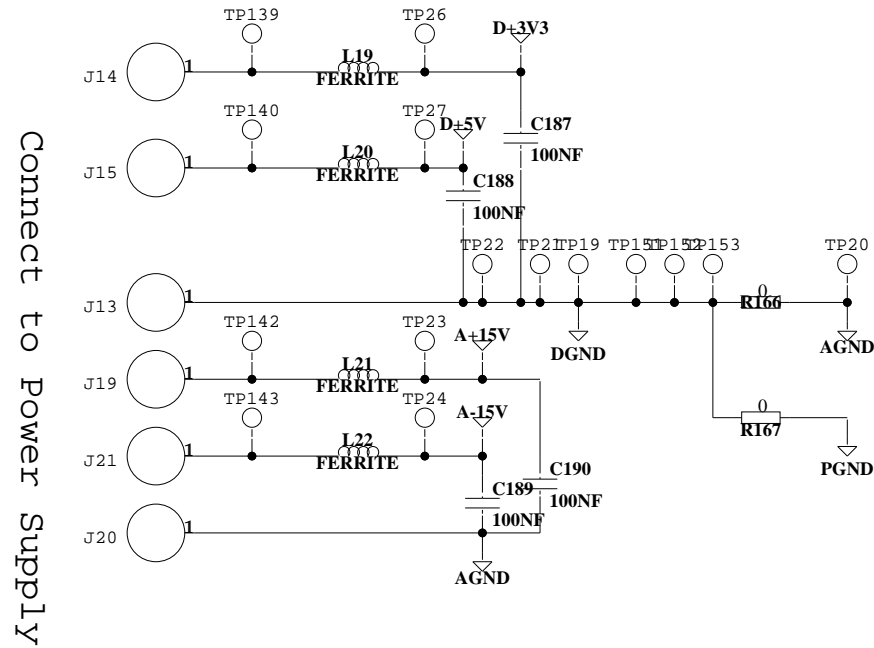 TP139
TP26
D+3V3
L19
J14
1
FERRITE
TP140
TP27
D+5V
C187
L20
100NF
J15
1
FERRITE
C188
100NF
TP22
TP21
TP19
TP151
TP152
TP153
TP20
J13
1
0
R166
TP142
TP23
A+15V
DGND
AGND
L21
J19
1
FERRITE
TP143
TP24
A-15V
0
R167
L22
J21
1
FERRITE
C190
PGND
C189
100NF
100NF
J20
1
AGND
Connect to Power Supply